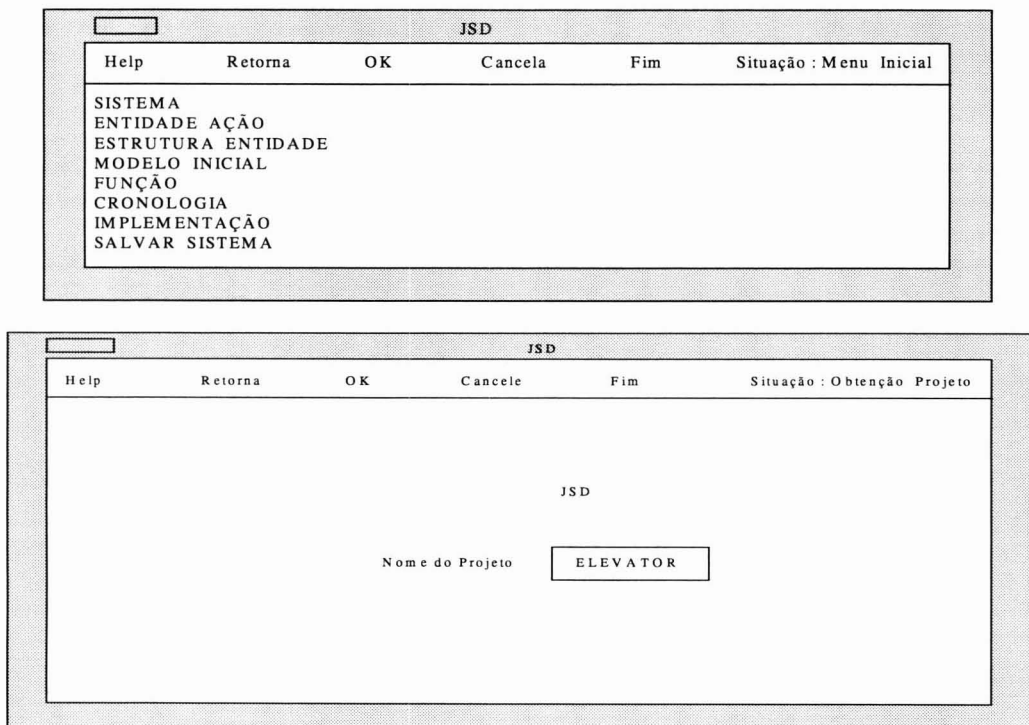 JSD
Help Retorna OK Cancela Fim Situação : Menu Inicial
SISTEMA
ENTIDADE AÇÃO
ESTRUTURA ENTIDADE
MODELO INICIAL
FUNÇÃO
CRONOLOGIA
IMPLEMENTAÇÃO
SALVAR SISTEMA
JSD
Help Retorna OK Cancele Fim Situação : Obtenção Projeto
JSD
Nome do Projeto ELEVATOR